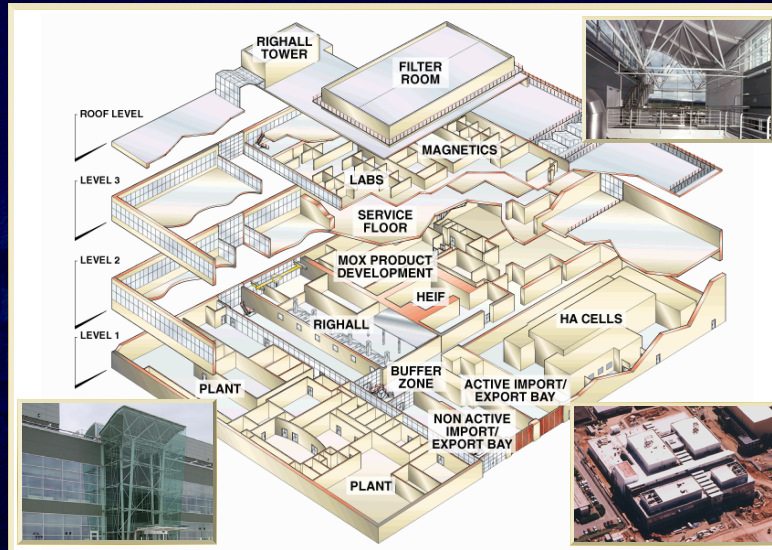 RIGHALL
TOWER
FILTER
ROOM
ROOF LEVEL
MAGNETICS
LABS
LEVEL 3
SERVICE
FLOOR
LEVEL 2
MOX PRODUCT
DEVELOPMENT
HEIF
RIGHALL
HA CELLS
LEVEL 1
BUFFER
ZONE
PLANT
ACTIVE IMPORT/
EXPORT BAY
NON ACTIVE
IMPORT/
EXPORT BAY
PLANT